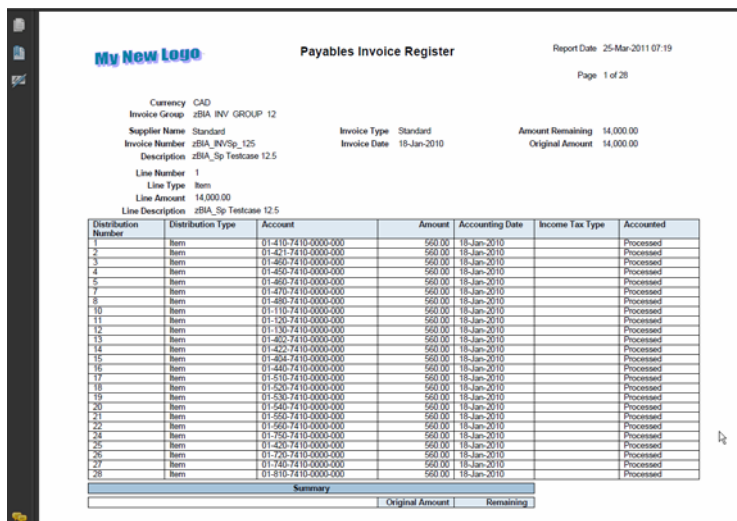 My New Logo
Payables Invoice Register
Report Date 25-Mar-2011 07:19
Page 1 of 28
Currency CAD
Invoice Group zBIA INV GROUP 12
Supplier Name Standard Invoice Type Standard Amount Remaining 14,000.00
Invoice Number zBIA_INVSp_125 Invoice Date 18-Jan-2010 Original Amount 14,000.00
Description zBIA_Sp Testcase 12.5
Line Number 1
Line Type Item
Line Amount 14,000.00
Line Description zBIA_Sp Testcase 12.5
Distribution Number Distribution Type Account Amount Accounting Date Income Tax Type Accounted
1 Item 01-410-7410-0000-000 560.00 18-Jan-2010 Processed
2 Item 01-421-7410-0000-000 560.00 18-Jan-2010 Processed
3 Item 01-460-7410-0000-000 560.00 18-Jan-2010 Processed
4 Item 01-450-7410-0000-000 560.00 18-Jan-2010 Processed
5 Item 01-460-7410-0000-000 560.00 18-Jan-2010 Processed
7 Item 01-470-7410-0000-000 560.00 18-Jan-2010 Processed
8 Item 01-480-7410-0000-000 560.00 18-Jan-2010 Processed
10 Item 01-110-7410-0000-000 560.00 18-Jan-2010 Processed
11 Item 01-120-7410-0000-000 560.00 18-Jan-2010 Processed
12 Item 01-130-7410-0000-000 560.00 18-Jan-2010 Processed
13 Item 01-402-7410-0000-000 560.00 18-Jan-2010 Processed
14 Item 01-422-7410-0000-000 560.00 18-Jan-2010 Processed
15 Item 01-404-7410-0000-000 560.00 18-Jan-2010 Processed
16 Item 01-440-7410-0000-000 560.00 18-Jan-2010 Processed
17 Item 01-510-7410-0000-000 560.00 18-Jan-2010 Processed
18 Item 01-520-7410-0000-000 560.00 18-Jan-2010 Processed
19 Item 01-530-7410-0000-000 560.00 18-Jan-2010 Processed
20 Item 01-540-7410-0000-000 560.00 18-Jan-2010 Processed
21 Item 01-550-7410-0000-000 560.00 18-Jan-2010 Processed
22 Item 01-560-7410-0000-000 560.00 18-Jan-2010 Processed
24 Item 01-750-7410-0000-000 560.00 18-Jan-2010 Processed
25 Item 01-420-7410-0000-000 560.00 18-Jan-2010 Processed
26 Item 01-720-7410-0000-000 560.00 18-Jan-2010 Processed
27 Item 01-740-7410-0000-000 560.00 18-Jan-2010 Processed
28 Item 01-810-7410-0000-000 560.00 18-Jan-2010 Processed
Summary
Original Amount Remaining